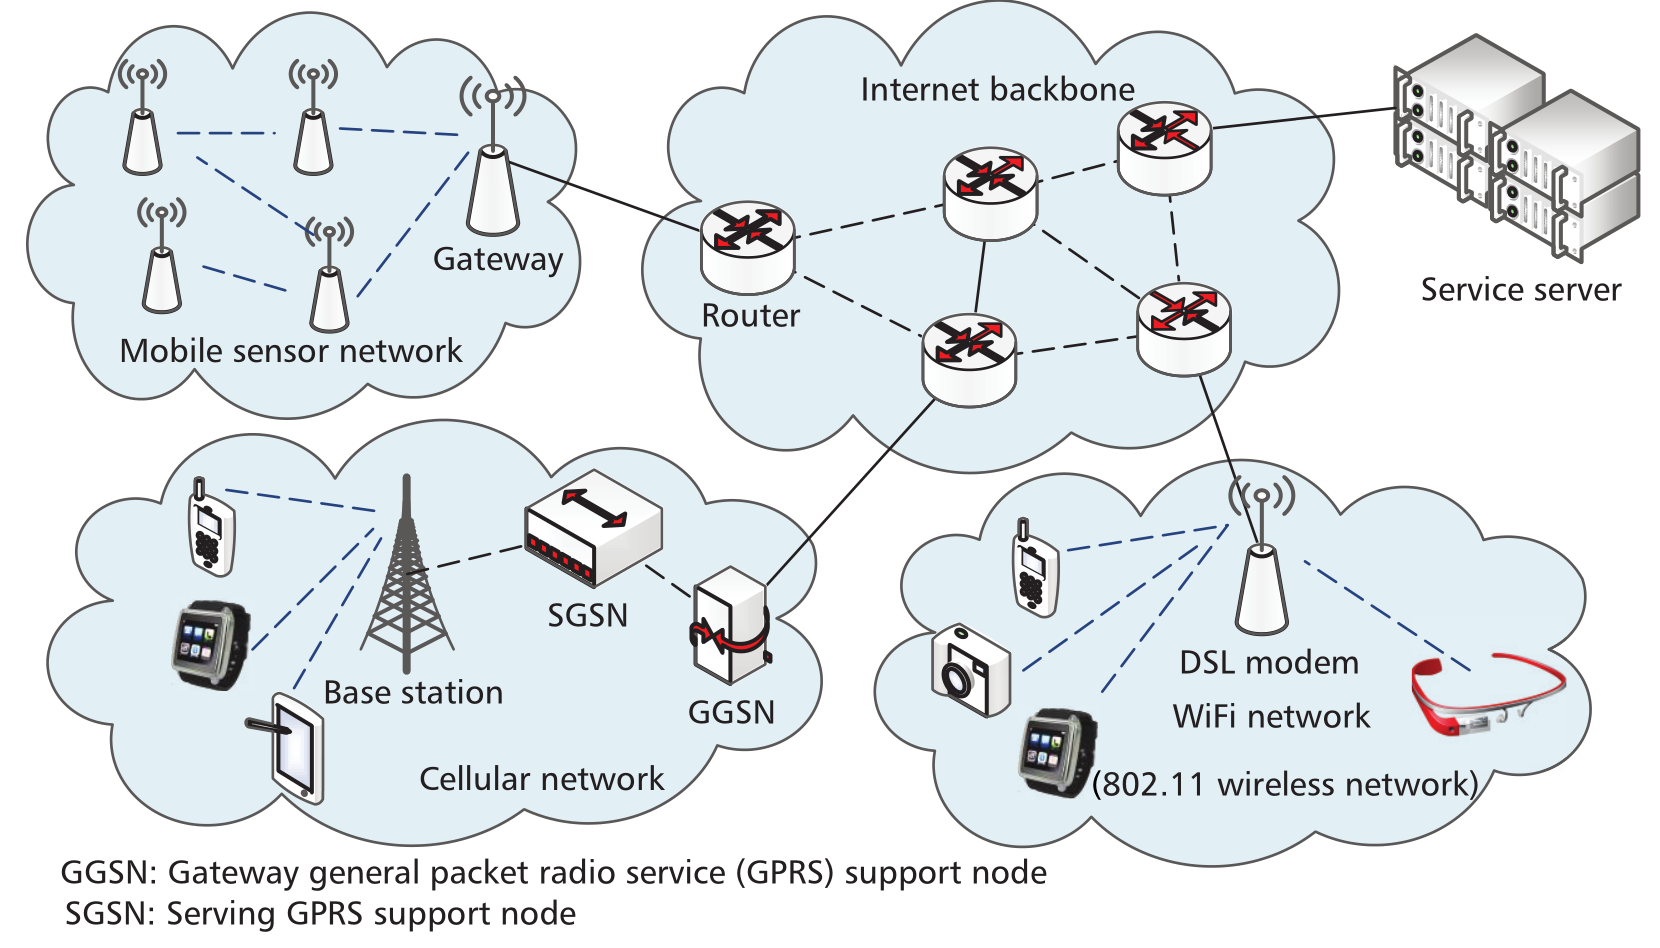 Internet backbone
Gateway
Service server
Router
Mobile sensor network
SGSN
DSL modem
Base station
GGSN
WiFi network
Cellular network
(802.11 wireless network)
GGSN: Gateway general packet radio service (GPRS) support node
SGSN: Serving GPRS support node